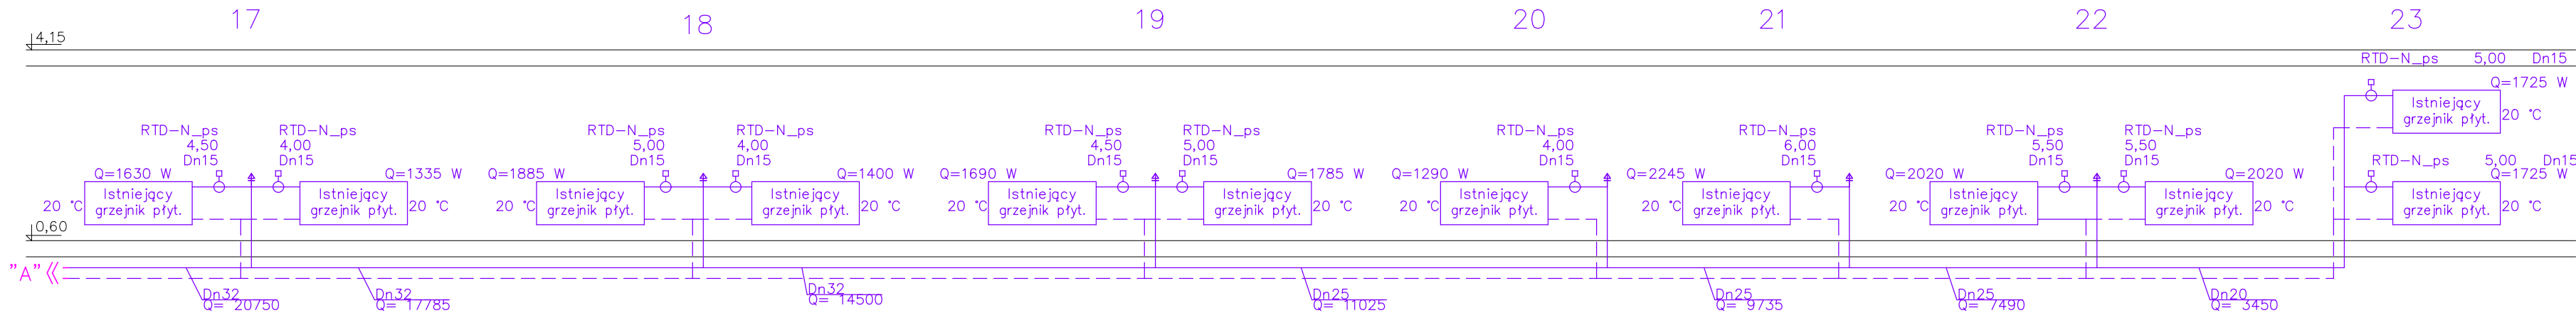 17
18
19
20
21
22
23
4,15
RTD-N_ps 5,00 Dn15
Q=1725 W
Istniejący
grzejnik płyt.
20 °C
RTD-N_ps
4,50
Dn15
RTD-N_ps
4,00
Dn15
Q=1630 W
20 °C
Istniejący
grzejnik płyt.
Q=1335 W
Istniejący
grzejnik płyt.
20 °C
RTD-N_ps
5,00
Dn15
RTD-N_ps
4,00
Dn15
Q=1885 W
20 °C
Istniejący
grzejnik płyt.
Q=1400 W
Istniejący
grzejnik płyt.
20 °C
RTD-N_ps
4,50
Dn15
RTD-N_ps
5,00
Dn15
Q=1690 W
20 °C
Istniejący
grzejnik płyt.
Q=1785 W
Istniejący
grzejnik płyt.
20 °C
RTD-N_ps
4,00
Dn15
Q=1290 W
20 °C
Istniejący
grzejnik płyt.
RTD-N_ps
6,00
Dn15
Q=2245 W
20 °C
Istniejący
grzejnik płyt.
RTD-N_ps
5,50
Dn15
RTD-N_ps
5,50
Dn15
Q=2020 W
20 °C
Istniejący
grzejnik płyt.
Q=2020 W
Istniejący
grzejnik płyt.
20 °C
RTD-N_ps 5,00 Dn15
Q=1725 W
Istniejący
grzejnik płyt.
20 °C
0,60
"A"
Dn32
Q= 20750
Dn32
Q= 17785
Dn32
Q= 14500
Dn25
Q= 11025
Dn25
Q= 9735
Dn25
Q= 7490
Dn20
Q= 3450